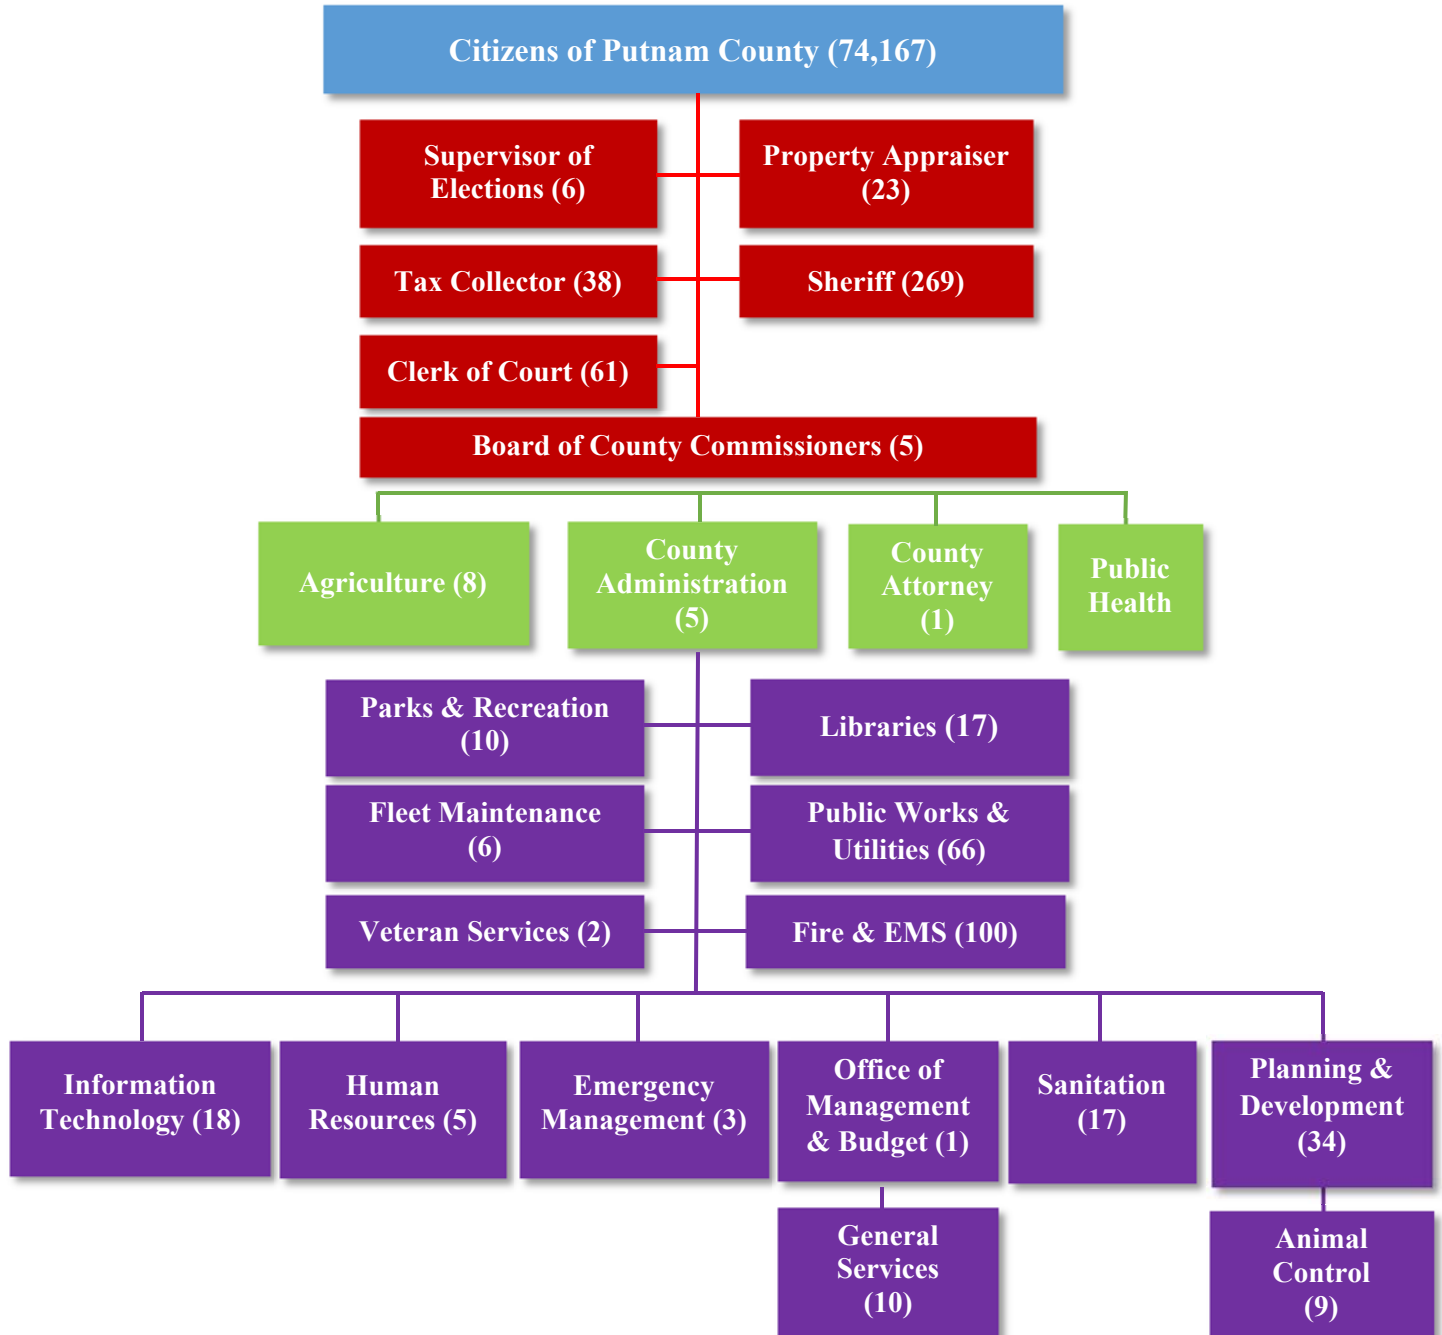 Citizens of Putnam County (74,167)
Supervisor of
Elections (6)
Property Appraiser
(23)
Tax Collector (38)
Sheriff (269)
Clerk of Court (61)
Board of County Commissioners (5)
Agriculture (8)
County
Administration
(5)
County
Attorney
(1)
Public
Health
Parks & Recreation
(10)
Libraries (17)
Fleet Maintenance
(6)
Public Works &
Utilities (66)
Veteran Services (2)
Fire & EMS (100)
Information
Technology (18)
Human
Resources (5)
Emergency
Management (3)
Office of
Management
& Budget (1)
Sanitation
(17)
Planning &
Development
(34)
General
Services
(10)
Animal
Control
(9)